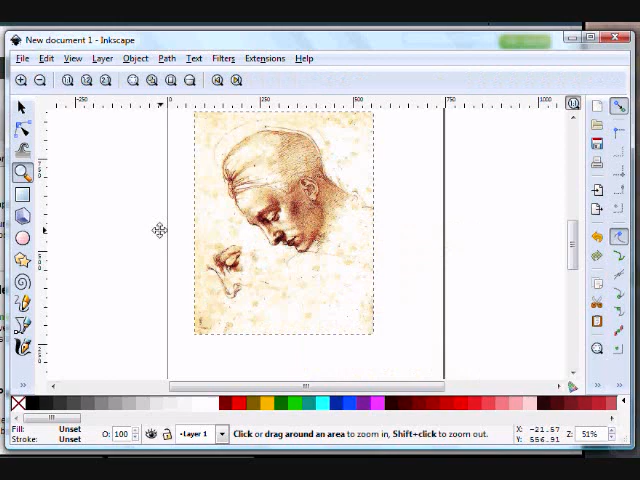 New document 1 - Inkscape
File Edit View Layer Object Path Text Filters Extensions Help
-250 0 250 500 750 1000
Fill: Unset
Stroke: Unset
O: 100
Layer 1
Click or drag around an area to zoom in, Shift+click to zoom out.
X: -21.57
Y: 556.91
Z: 51%